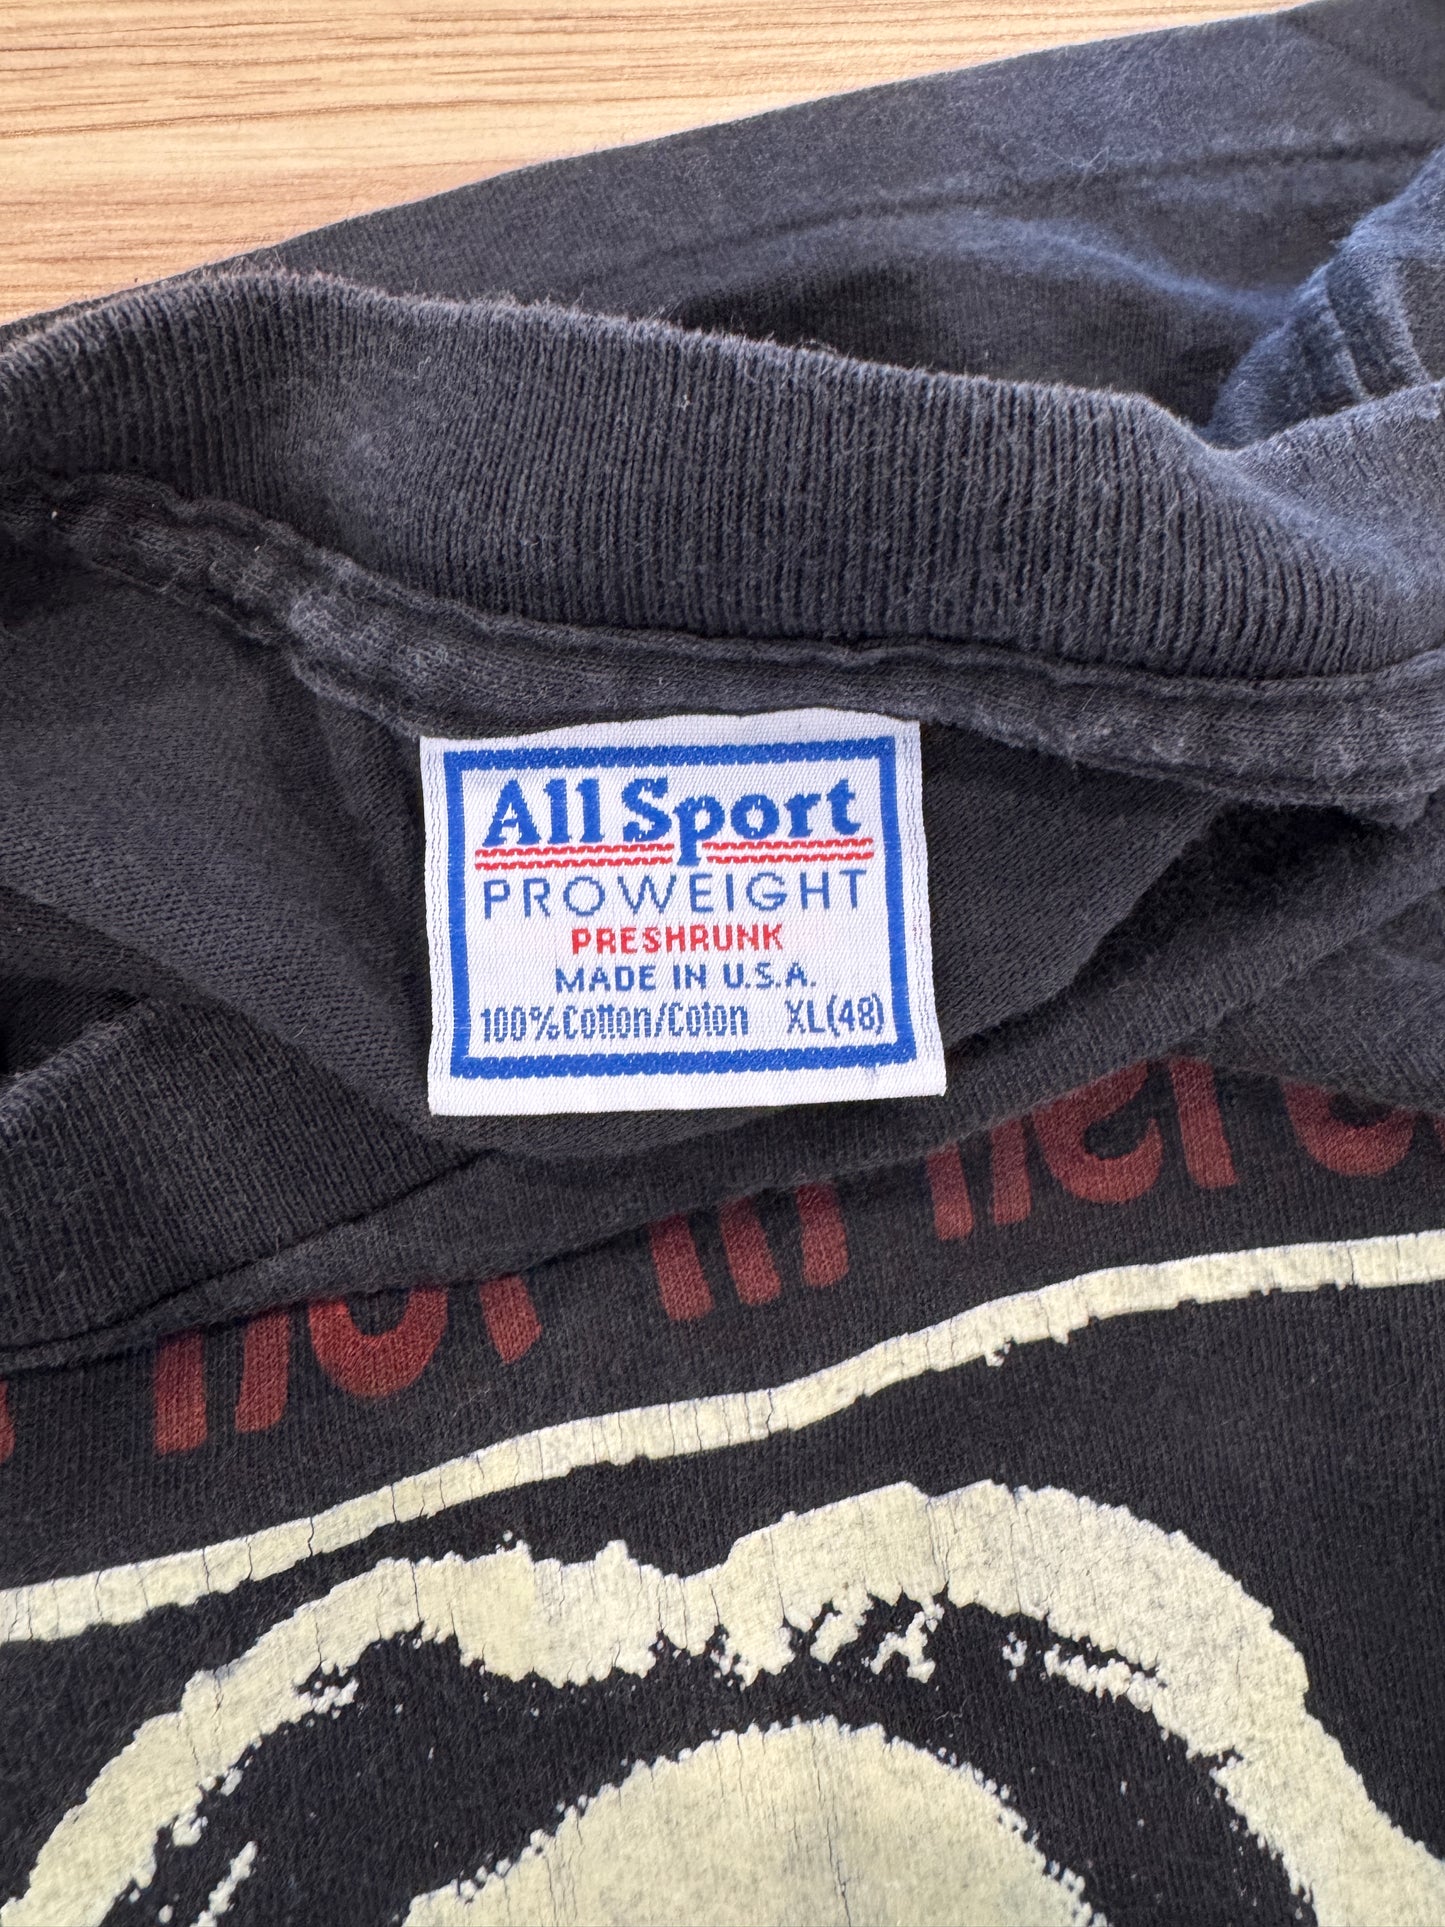 All Sport
PROWEIGHT
PRESHRUNK
MADE IN U.S.A.
100% Cotton/Coton XL(48)